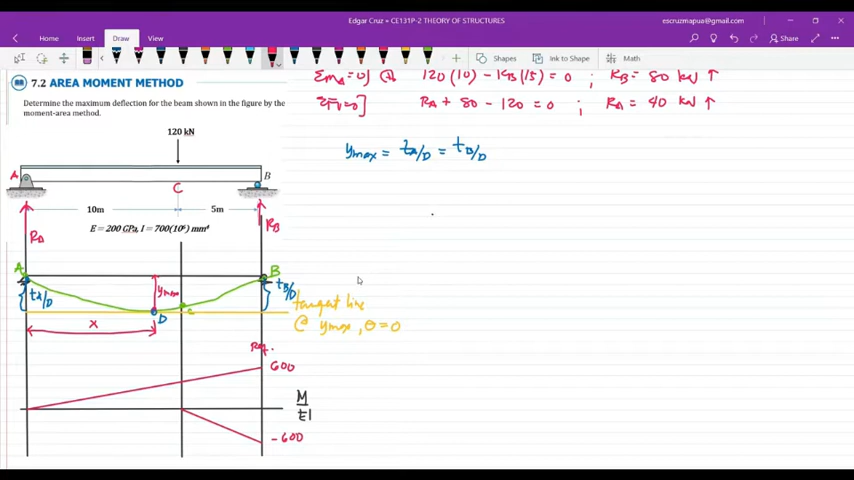 Edgar Cruz » CE131P-2 THEORY OF STRUCTURES
escruzmapua@gmail.com
Home Insert Draw View
Share
Shapes Ink to Shape Math
7.2 AREA MOMENT METHOD
Determine the maximum deflection for the beam shown in the figure by the
moment-area method.
120 kN
A
B
C
10m
5m
RA
RB
E = 200 GPa, I = 700(10⁶) mm⁴
ΣMA=0] 120(10) - RB(15) = 0 ; RB = 80 kN ↑
ΣFV=0] RA + 80 - 120 = 0 ; RA = 40 kN ↑
ymax = tA/D = tB/D
A
B
tA/D
ymax
tB/D
D
C
x
tangent line
@ ymax, θ=0
600
M
EI
-600